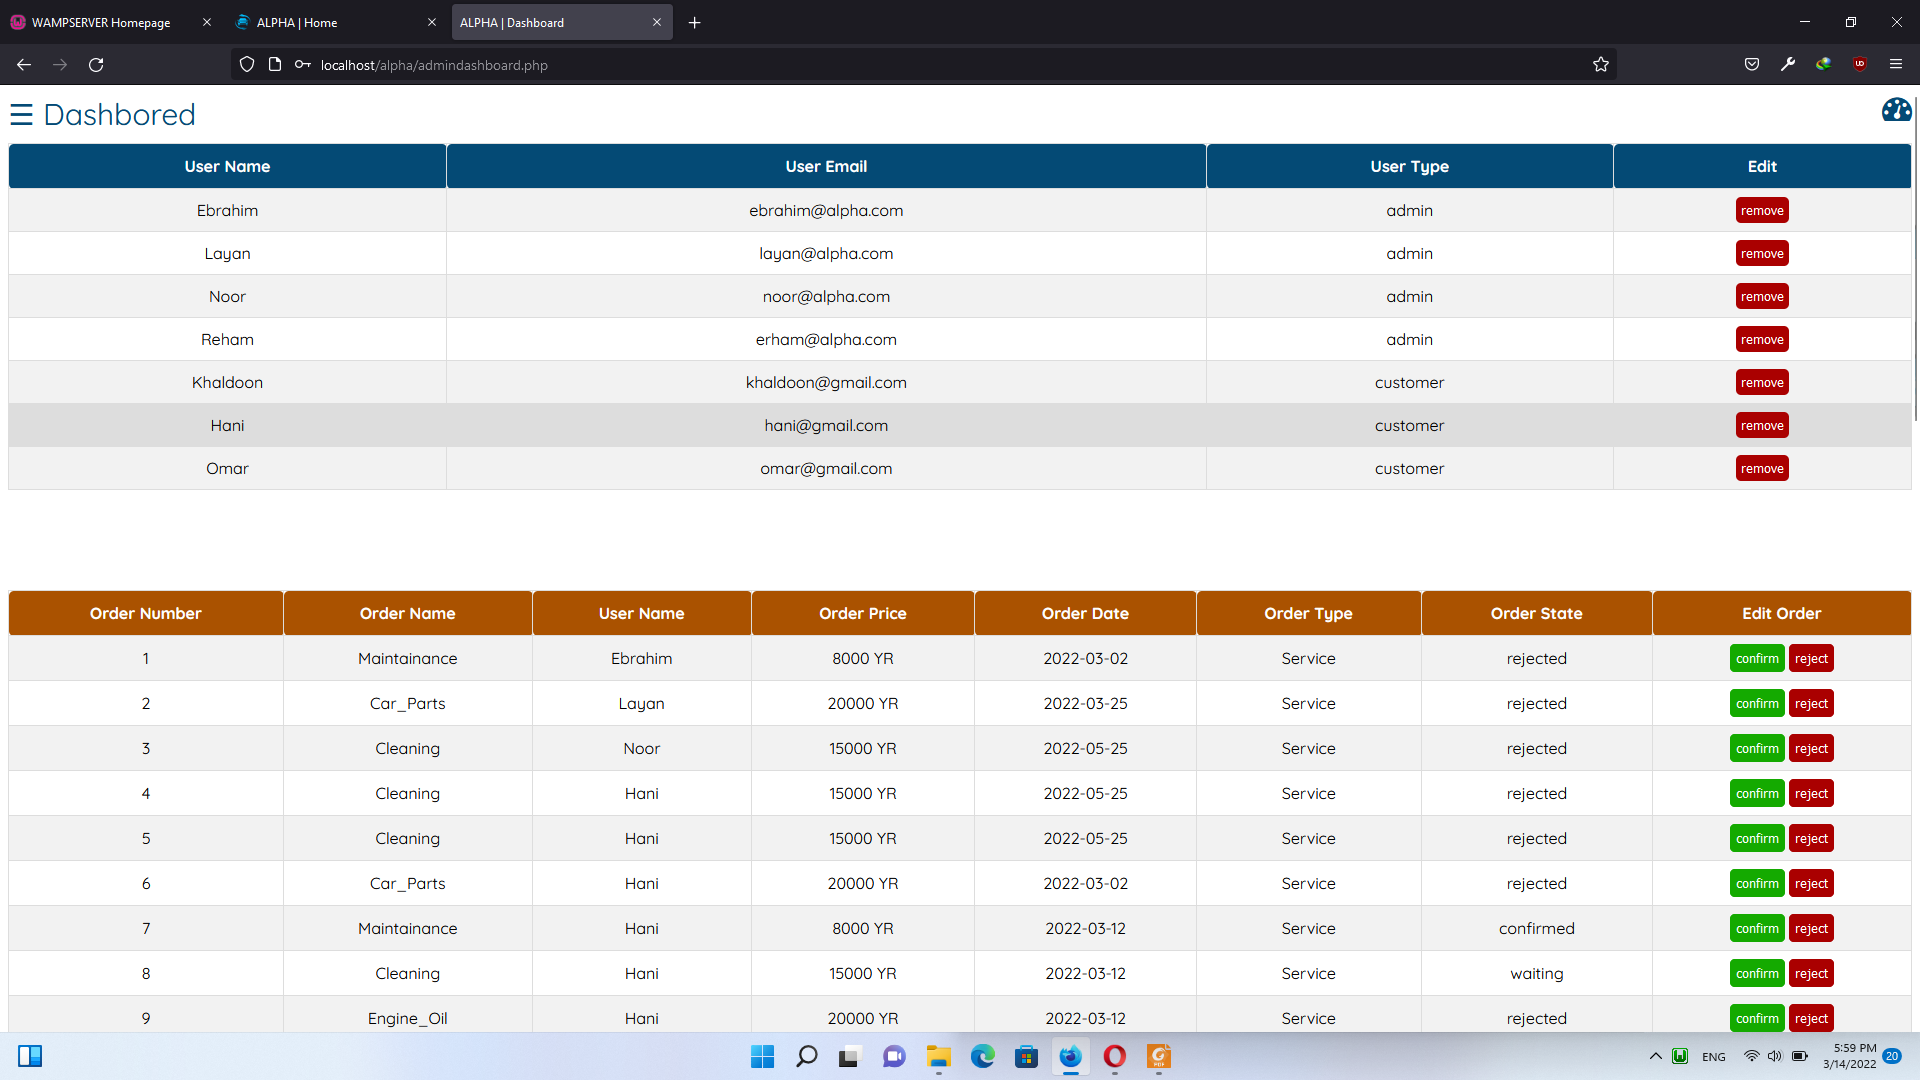 WAMPSERVER Homepage
ALPHA | Home
ALPHA | Dashboard
localhost/alpha/admindashboard.php
☰ Dashbored
User Name User Email User Type Edit
Ebrahim ebrahim@alpha.com admin remove
Layan layan@alpha.com admin remove
Noor noor@alpha.com admin remove
Reham erham@alpha.com admin remove
Khaldoon khaldoon@gmail.com customer remove
Hani hani@gmail.com customer remove
Omar omar@gmail.com customer remove
Order Number Order Name User Name Order Price Order Date Order Type Order State Edit Order
1 Maintainance Ebrahim 8000 YR 2022-03-02 Service rejected confirm reject
2 Car_Parts Layan 20000 YR 2022-03-25 Service rejected confirm reject
3 Cleaning Noor 15000 YR 2022-05-25 Service rejected confirm reject
4 Cleaning Hani 15000 YR 2022-05-25 Service rejected confirm reject
5 Cleaning Hani 15000 YR 2022-05-25 Service rejected confirm reject
6 Car_Parts Hani 20000 YR 2022-03-02 Service rejected confirm reject
7 Maintainance Hani 8000 YR 2022-03-12 Service confirmed confirm reject
8 Cleaning Hani 15000 YR 2022-03-12 Service waiting confirm reject
9 Engine_Oil Hani 20000 YR 2022-03-12 Service rejected confirm reject
ENG
5:59 PM
3/14/2022
20